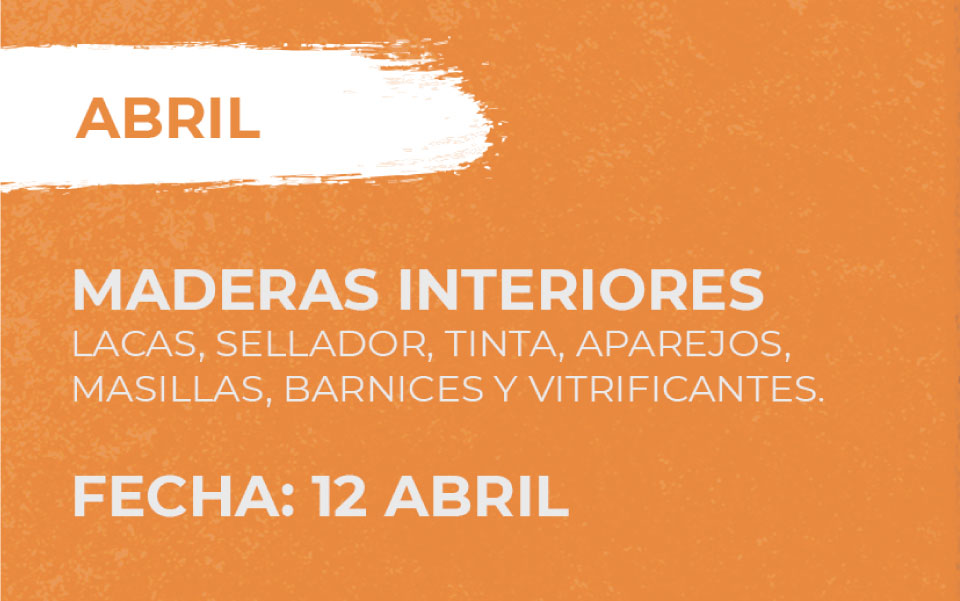 ABRIL
MADERAS INTERIORES
LACAS, SELLADOR, TINTA, APAREJOS,
MASILLAS, BARNICES Y VITRIFICANTES.
FECHA: 12 ABRIL